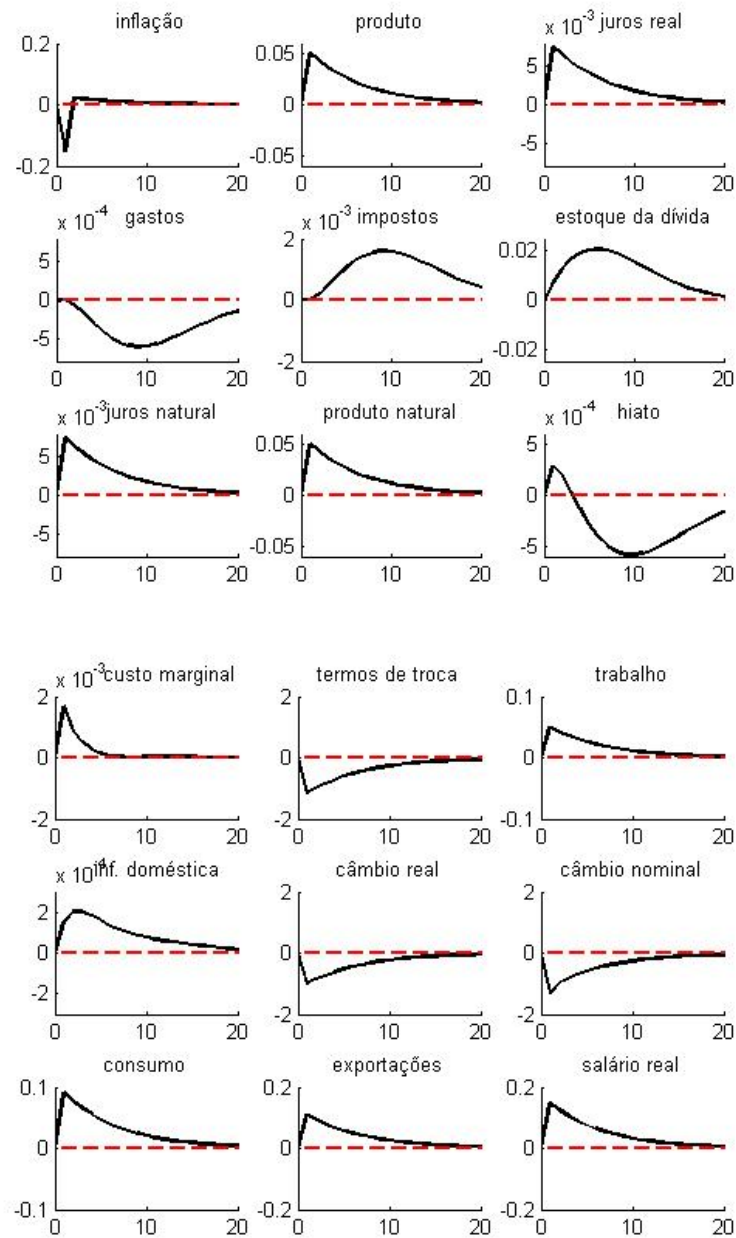 inflação
0.2
0
-0.2
0 10 20
produto
0.05
0
-0.05
0 10 20
x 10-3 juros real
5
0
-5
0 10 20
x 10-4 gastos
5
0
-5
0 10 20
x 10-3 impostos
2
0
-2
0 10 20
estoque da dívida
0.02
0
-0.02
0 10 20
x 10-3 juros natural
5
0
-5
0 10 20
produto natural
0.05
0
-0.05
0 10 20
x 10-4 hiato
5
0
-5
0 10 20
x 10-3 custo marginal
2
0
-2
0 10 20
termos de troca
2
0
-2
0 10 20
trabalho
0.1
0
-0.1
0 10 20
x 10-4 inf. doméstica
2
0
-2
0 10 20
câmbio real
2
0
-2
0 10 20
câmbio nominal
2
0
-2
0 10 20
consumo
0.1
0
-0.1
0 10 20
exportações
0.2
0
-0.2
0 10 20
salário real
0.2
0
-0.2
0 10 20